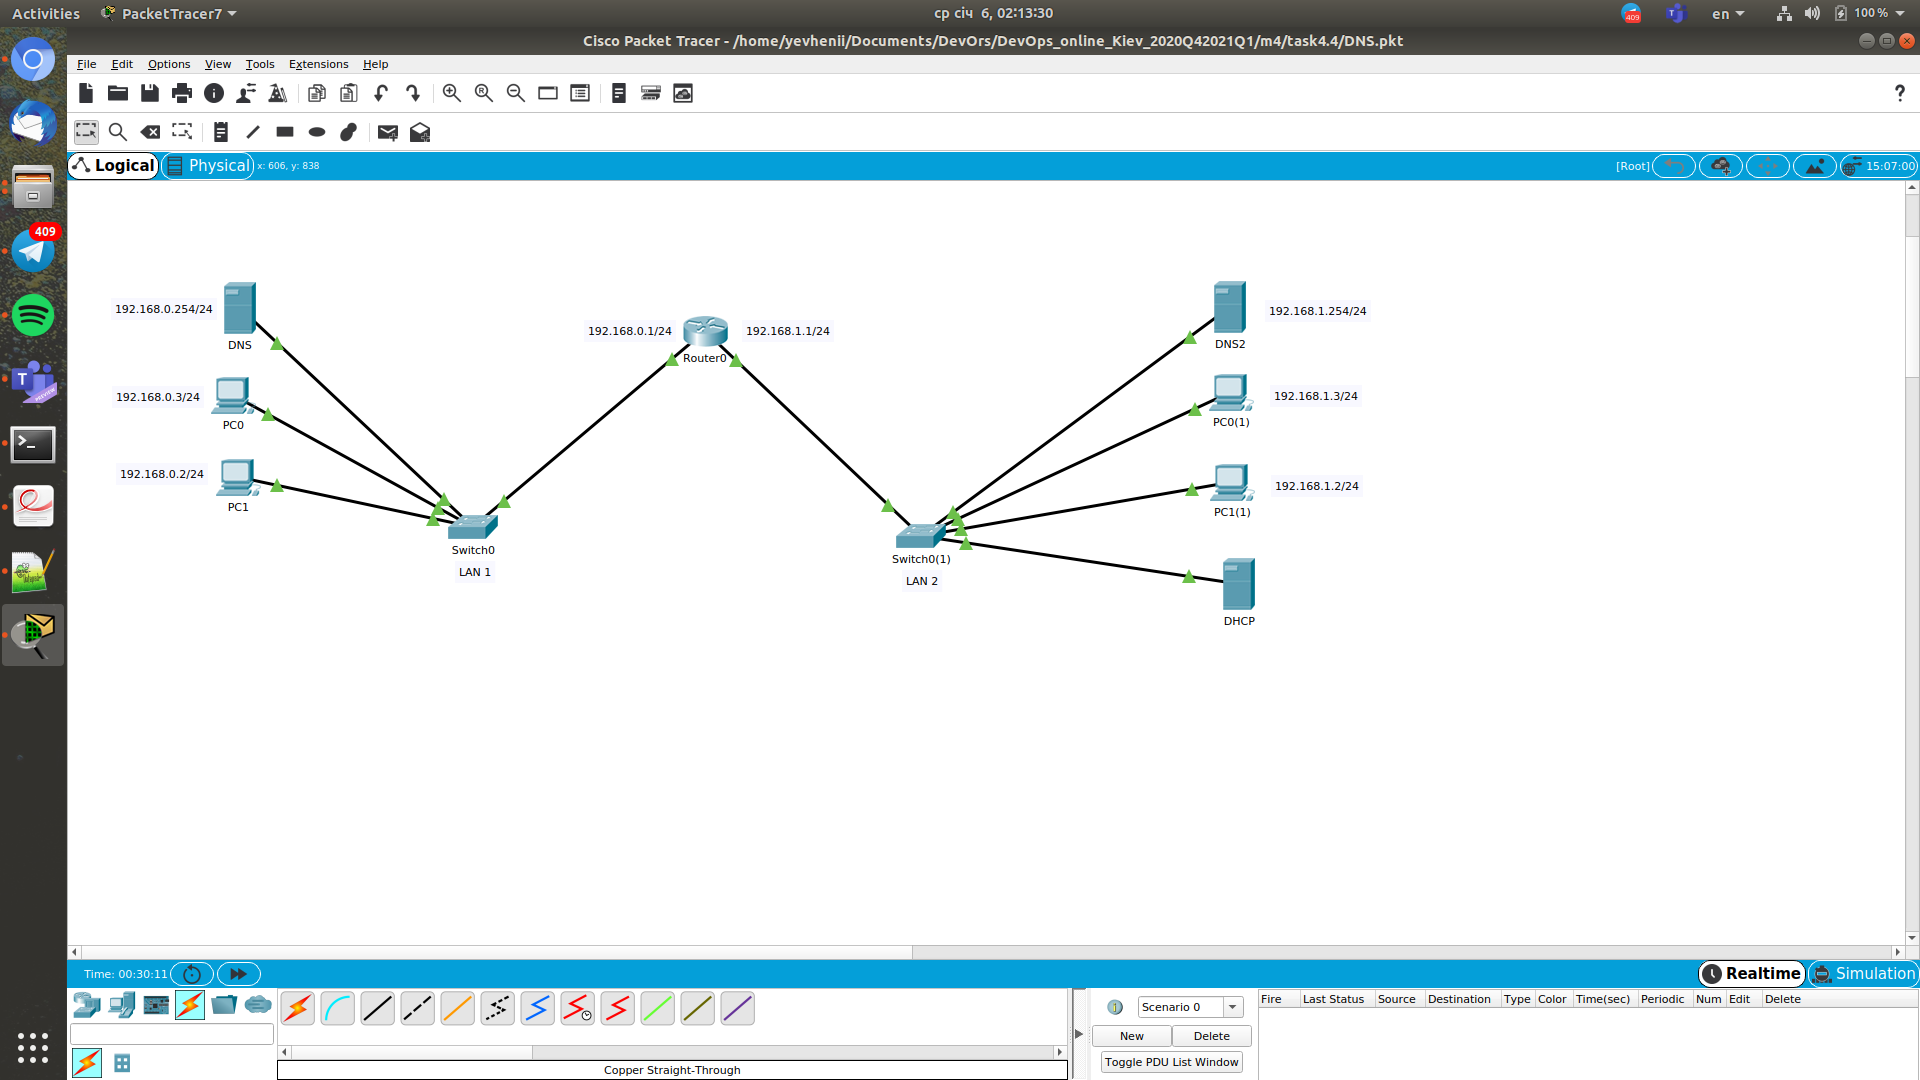 Activities PacketTracer7 ср січ 6, 02:13:30 409 en 100 %
Cisco Packet Tracer - /home/yevhenii/Documents/DevOrs/DevOps_online_Kiev_2020Q42021Q1/m4/task4.4/DNS.pkt
File Edit Options View Tools Extensions Help
Logical Physical x: 606, y: 838 [Root] 15:07:00
409
192.168.0.254/24
DNS
192.168.0.3/24
PC0
192.168.0.2/24
PC1
Switch0
LAN 1
192.168.0.1/24
192.168.1.1/24
Router0
Switch0(1)
LAN 2
192.168.1.254/24
DNS2
192.168.1.3/24
PC0(1)
192.168.1.2/24
PC1(1)
DHCP
Time: 00:30:11 Realtime Simulation
Scenario 0
New Delete
Toggle PDU List Window
Fire Last Status Source Destination Type Color Time(sec) Periodic Num Edit Delete
Copper Straight-Through